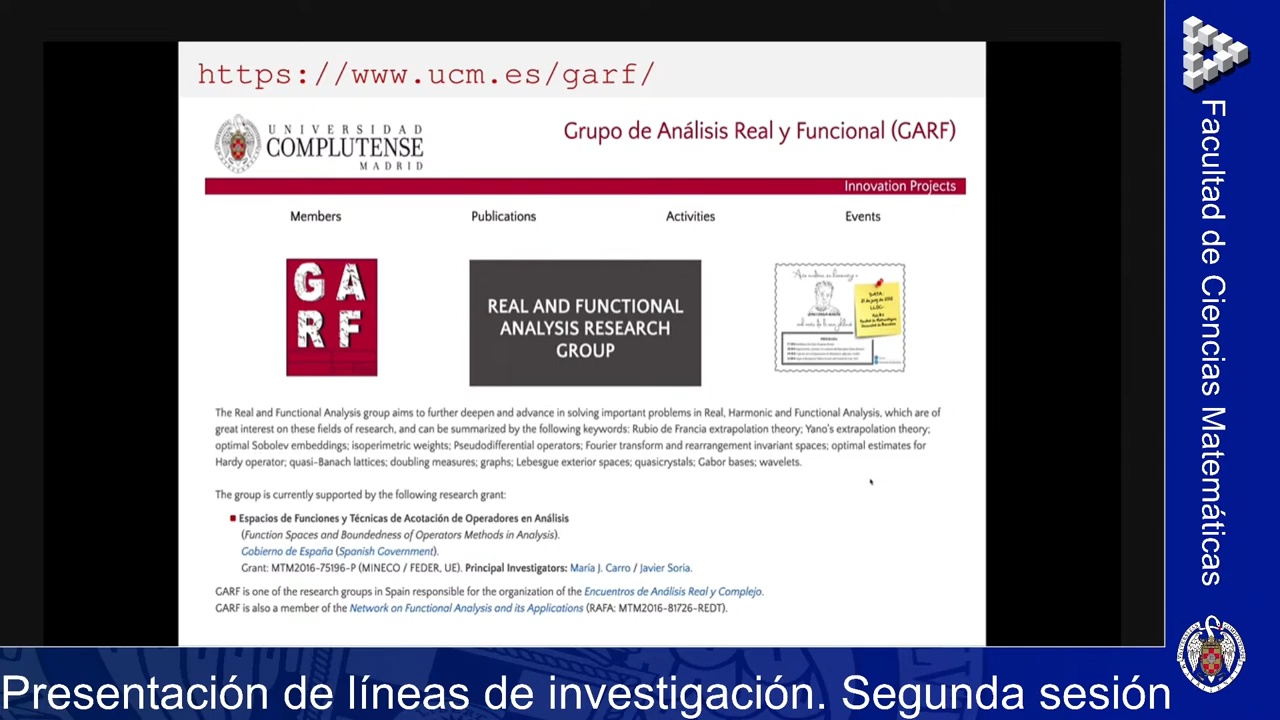 https://www.ucm.es/garf/
UNIVERSIDAD
COMPLUTENSE
MADRID
Grupo de Análisis Real y Funcional (GARF)
Innovation Projects
Members
Publications
Activities
Events
GA
RF
REAL AND FUNCTIONAL
ANALYSIS RESEARCH
GROUP
The Real and Functional Analysis group aims to further deepen and advance in solving important problems in Real, Harmonic and Functional Analysis, which are of
great interest on these fields of research, and can be summarized by the following keywords: Rubio de Francia extrapolation theory; Yano's extrapolation theory;
optimal Sobolev embeddings; isoperimetric weights; Pseudodifferential operators; Fourier transform and rearrangement invariant spaces; optimal estimates for
Hardy operator; quasi-Banach lattices; doubling measures; graphs; Lebesgue exterior spaces; quasicrystals; Gabor bases; wavelets.
The group is currently supported by the following research grant:
Espacios de Funciones y Técnicas de Acotación de Operadores en Análisis
(Function Spaces and Boundedness of Operators Methods in Analysis).
Gobierno de España (Spanish Government).
Grant: MTM2016-75196-P (MINECO / FEDER, UE). Principal Investigators: María J. Carro / Javier Soria.
GARF is one of the research groups in Spain responsible for the organization of the Encuentros de Análisis Real y Complejo.
GARF is also a member of the Network on Functional Analysis and its Applications (RAFA: MTM2016-81726-REDT).
Facultad de Ciencias Matemáticas
Presentación de líneas de investigación. Segunda sesión